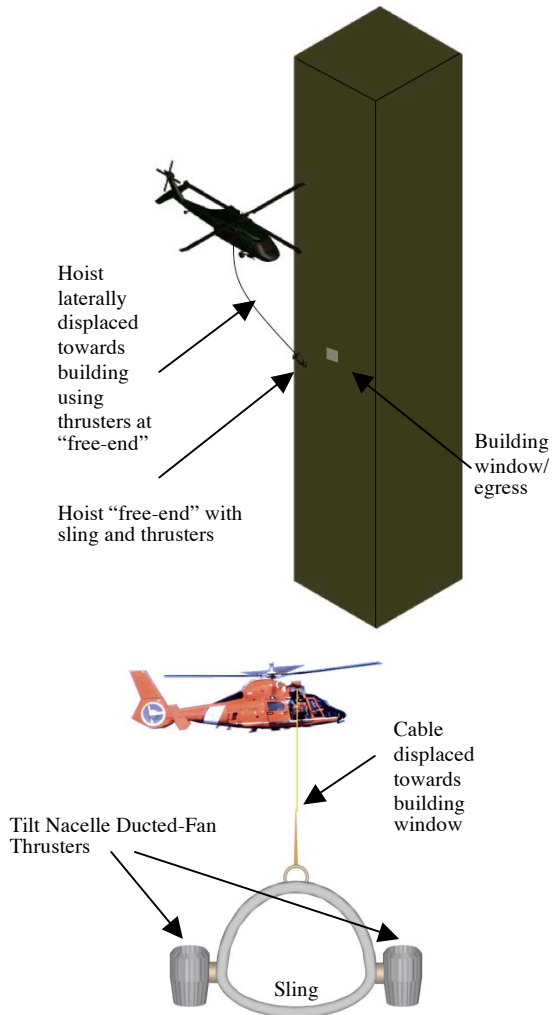 Hoist
laterally
displaced
towards
building
using
thrusters at
“free-end”
Building
window/
egress
Hoist “free-end” with
sling and thrusters
Cable
displaced
towards
building
window
Tilt Nacelle Ducted-Fan
Thrusters
Sling